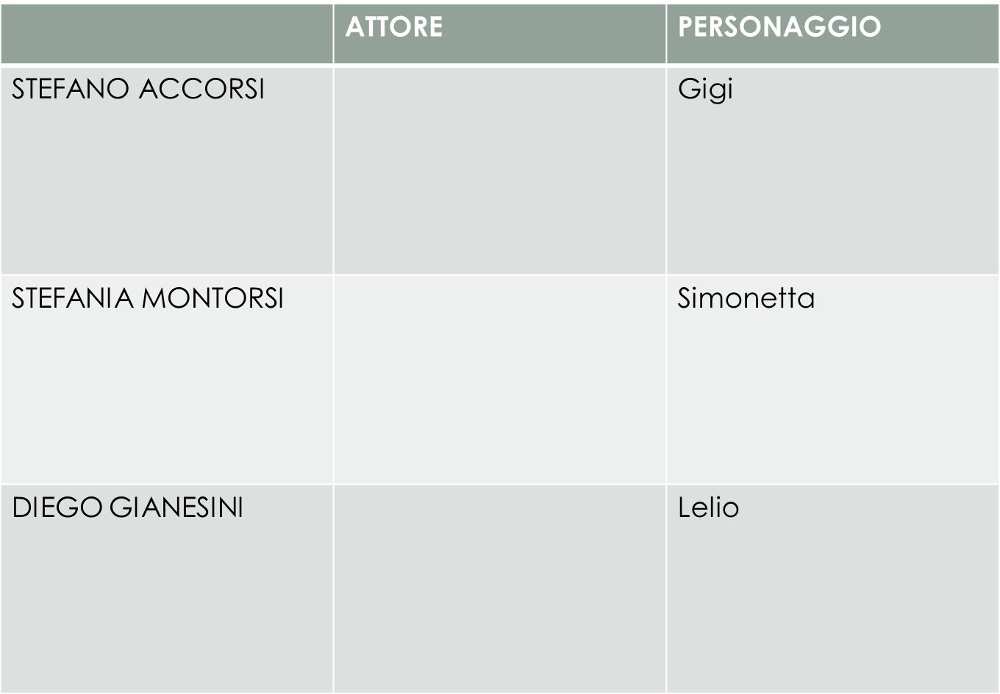 ATTORE PERSONAGGIO
STEFANO ACCORSI Gigi
STEFANIA MONTORSI Simonetta
DIEGO GIANESINI Lelio